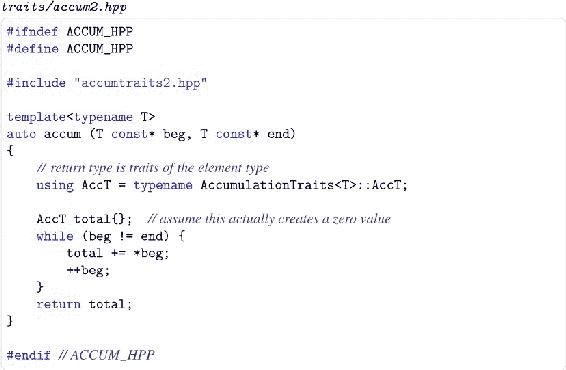 traits/accum2.hpp
#ifndef ACCUM_HPP
#define ACCUM_HPP
#include "accumtraits2.hpp"
template<typename T>
auto accum (T const* beg, T const* end)
{
// return type is traits of the element type
using AccT = typename AccumulationTraits<T>::AccT;
AccT total{}; // assume this actually creates a zero value
while (beg != end) {
total += *beg;
++beg;
}
return total;
}
#endif // ACCUM_HPP